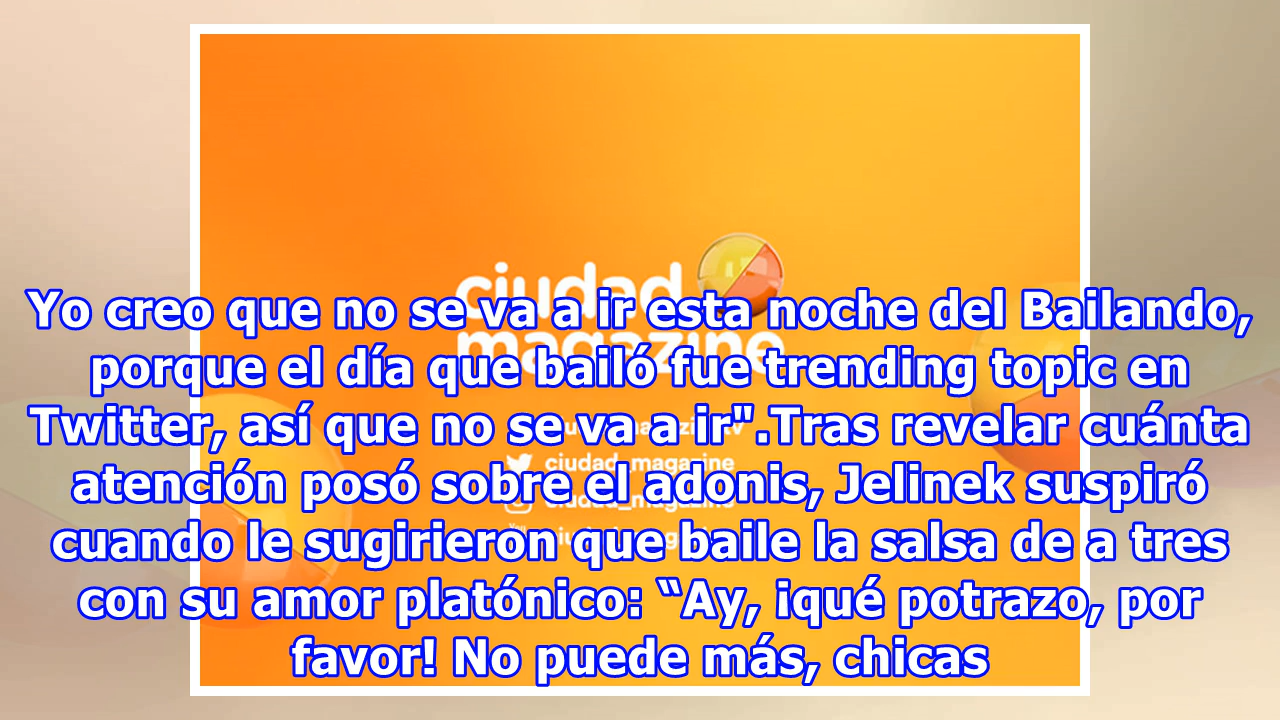 ciudad
magazine
Yo creo que no se va a ir esta noche del Bailando,
porque el día que bailó fue trending topic en
Twitter, así que no se va a ir".Tras revelar cuánta
atención posó sobre el adonis, Jelinek suspiró
ciudad_magazine
cuando le sugirieron que baile la salsa de a tres
con su amor platónico: “Ay, ¡qué potrazo, por
favor! No puede más, chicas